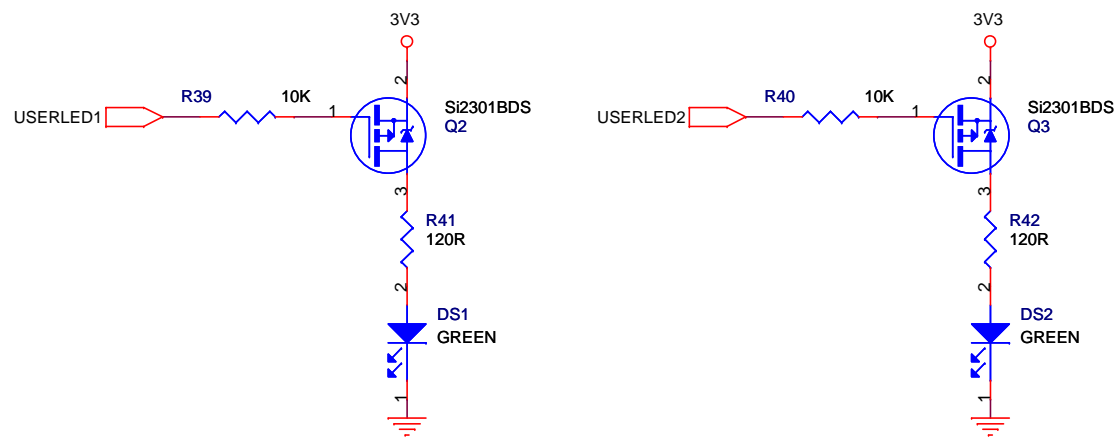 3V3
2
R39 10K
USERLED1
1
Si2301BDS
Q2
3
R41
120R
2
DS1
GREEN
1
3V3
2
R40 10K
USERLED2
1
Si2301BDS
Q3
3
R42
120R
2
DS2
GREEN
1